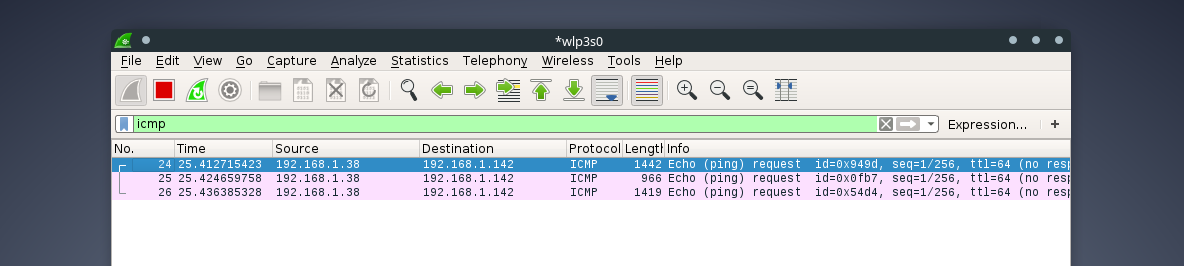 *wlp3s0
File Edit View Go Capture Analyze Statistics Telephony Wireless Tools Help
icmp Expression... +
No. Time Source Destination Protocol Length Info
24 25.412715423 192.168.1.38 192.168.1.142 ICMP 1442 Echo (ping) request id=0x949d, seq=1/256, ttl=64 (no resp
25 25.424659758 192.168.1.38 192.168.1.142 ICMP 966 Echo (ping) request id=0x0fb7, seq=1/256, ttl=64 (no resp
26 25.436385328 192.168.1.38 192.168.1.142 ICMP 1419 Echo (ping) request id=0x54d4, seq=1/256, ttl=64 (no resp